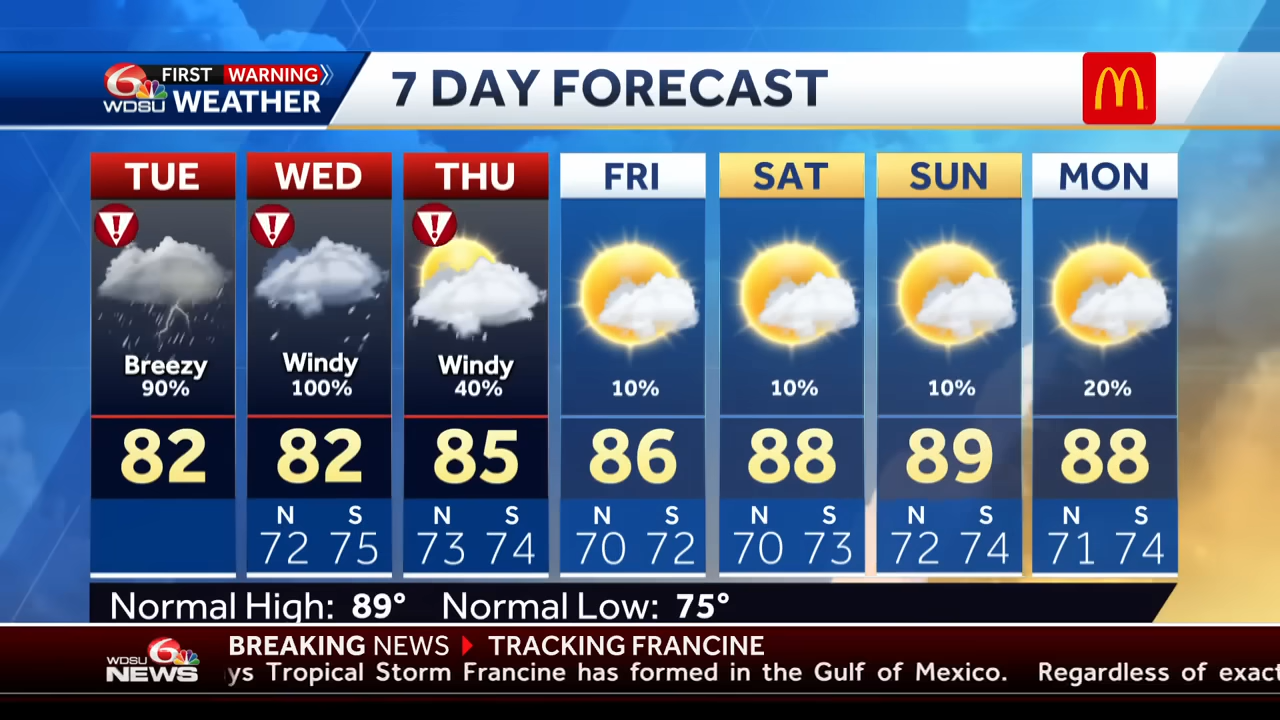 6 WDSU FIRST WARNING WEATHER
7 DAY FORECAST
TUE WED THU FRI SAT SUN MON
Breezy Windy Windy
90% 100% 40% 10% 10% 10% 20%
82 82 85 86 88 89 88
N S N S N S N S N S N S
72 75 73 74 70 72 70 73 72 74 71 74
Normal High: 89° Normal Low: 75°
WDSU 6 NEWS
BREAKING NEWS TRACKING FRANCINE
ys Tropical Storm Francine has formed in the Gulf of Mexico. Regardless of exact